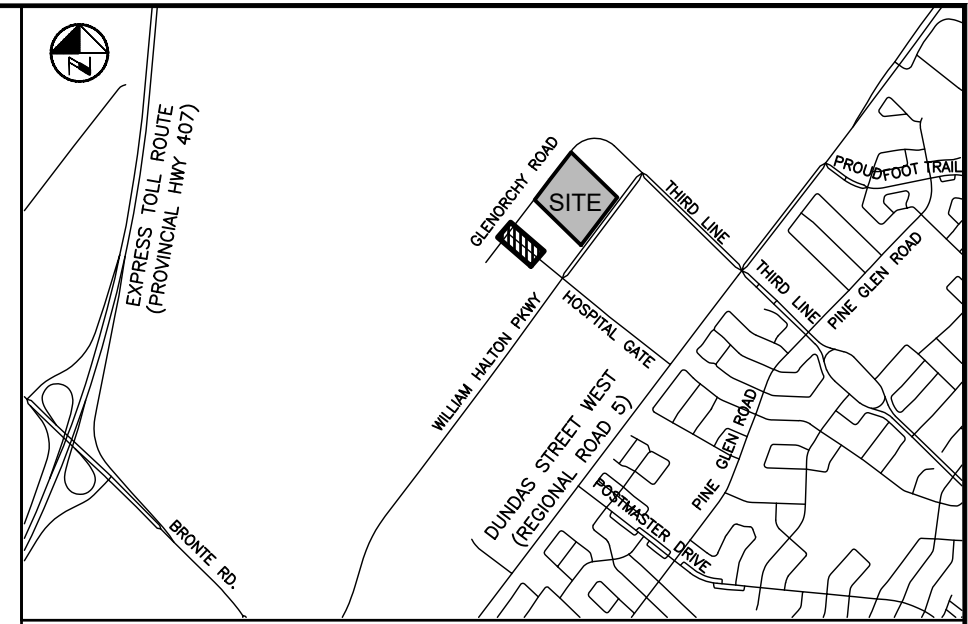 N
EXPRESS TOLL ROUTE
(PROVINCIAL HWY 407)
GLENORCHY ROAD
SITE
THIRD LINE
PROUDFOOT TRAIL
THIRD LINE
PINE GLEN ROAD
HOSPITAL GATE
WILLIAM HALTON PKWY
DUNDAS STREET WEST
(REGIONAL ROAD 5)
PINE GLEN ROAD
POSTMASTER DRIVE
BRONTE RD.